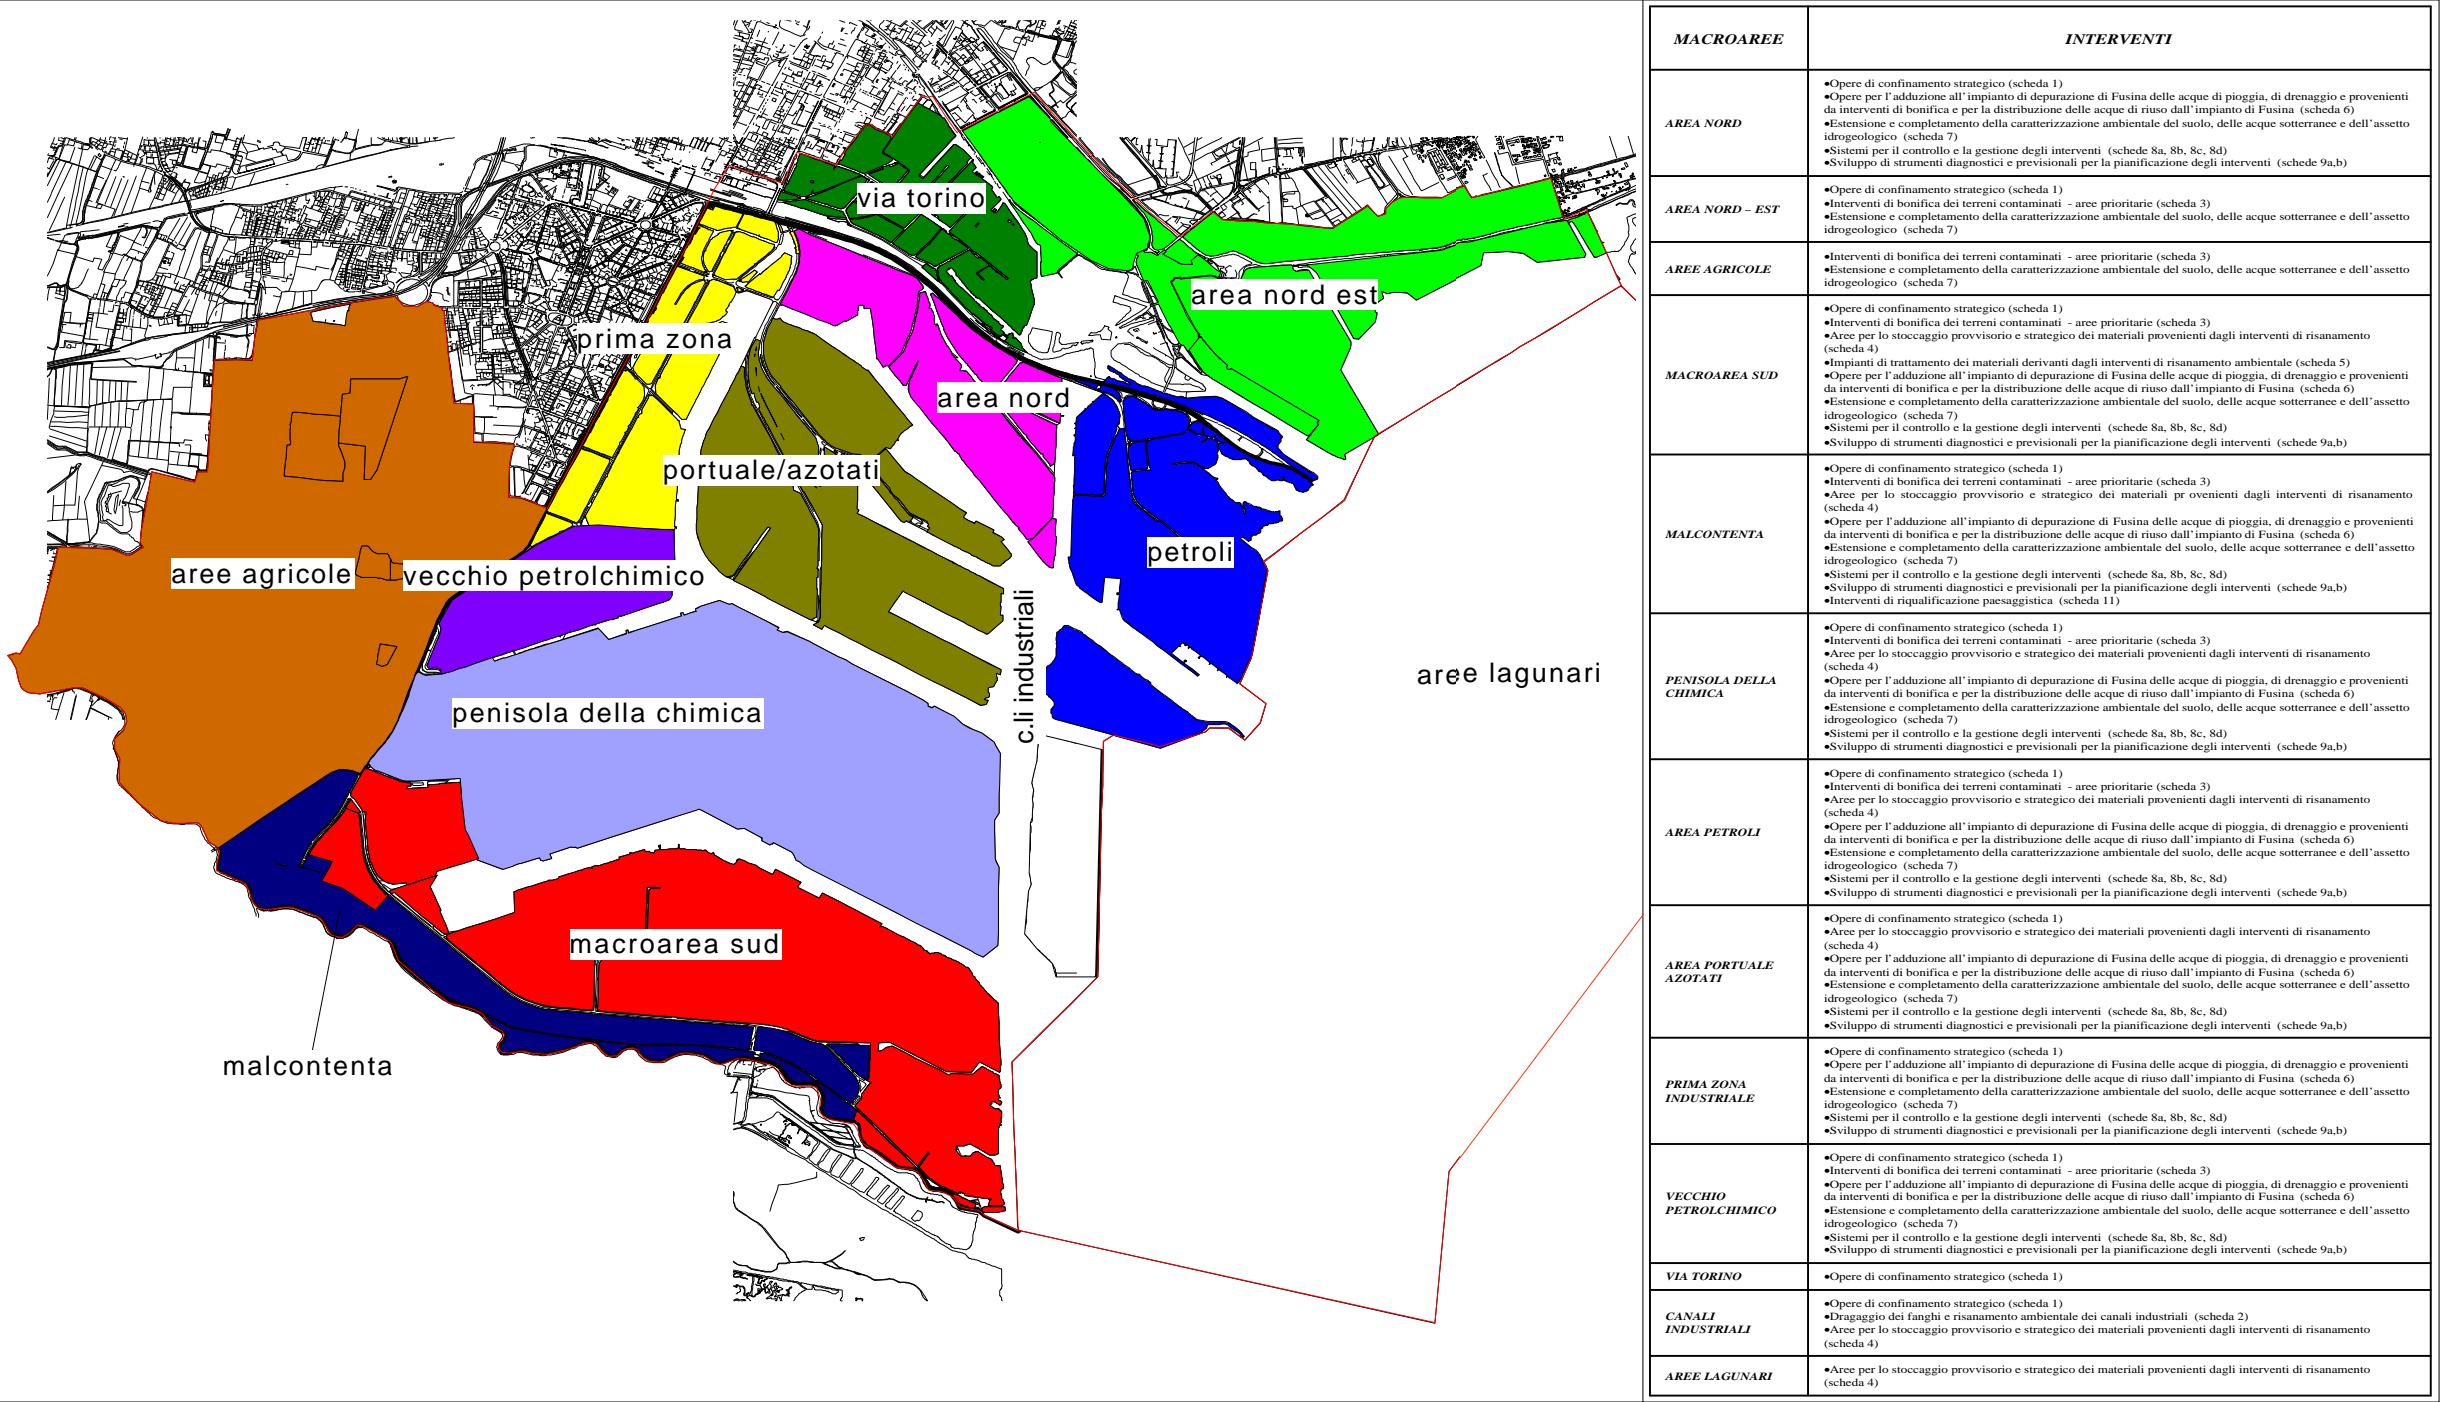 via torino
area nord est
prima zona
area nord
portuale/azotati
petroli
aree agricole
vecchio petrolchimico
c.li industriali
aree lagunari
penisola della chimica
macroarea sud
malcontenta
MACROAREE
INTERVENTI
AREA NORD
•Opere di confinamento strategico (scheda 1)
•Opere per l'adduzione all'impianto di depurazione di Fusina delle acque di pioggia, di drenaggio e provenienti
da interventi di bonifica e per la distribuzione delle acque di riuso dall'impianto di Fusina (scheda 6)
•Estensione e completamento della caratterizzazione ambientale del suolo, delle acque sotterranee e dell'assetto
idrogeologico (scheda 7)
•Sistemi per il controllo e la gestione degli interventi (schede 8a, 8b, 8c, 8d)
•Sviluppo di strumenti diagnostici e previsionali per la pianificazione degli interventi (schede 9a,b)
AREA NORD – EST
•Opere di confinamento strategico (scheda 1)
•Interventi di bonifica dei terreni contaminati - aree prioritarie (scheda 3)
•Estensione e completamento della caratterizzazione ambientale del suolo, delle acque sotterranee e dell'assetto
idrogeologico (scheda 7)
AREE AGRICOLE
•Interventi di bonifica dei terreni contaminati - aree prioritarie (scheda 3)
•Estensione e completamento della caratterizzazione ambientale del suolo, delle acque sotterranee e dell'assetto
idrogeologico (scheda 7)
MACROAREA SUD
•Opere di confinamento strategico (scheda 1)
•Interventi di bonifica dei terreni contaminati - aree prioritarie (scheda 3)
•Aree per lo stoccaggio provvisorio e strategico dei materiali provenienti dagli interventi di risanamento
(scheda 4)
•Impianti di trattamento dei materiali derivanti dagli interventi di risanamento ambientale (scheda 5)
•Opere per l'adduzione all'impianto di depurazione di Fusina delle acque di pioggia, di drenaggio e provenienti
da interventi di bonifica e per la distribuzione delle acque di riuso dall'impianto di Fusina (scheda 6)
•Estensione e completamento della caratterizzazione ambientale del suolo, delle acque sotterranee e dell'assetto
idrogeologico (scheda 7)
•Sistemi per il controllo e la gestione degli interventi (schede 8a, 8b, 8c, 8d)
•Sviluppo di strumenti diagnostici e previsionali per la pianificazione degli interventi (schede 9a,b)
MALCONTENTA
•Opere di confinamento strategico (scheda 1)
•Interventi di bonifica dei terreni contaminati - aree prioritarie (scheda 3)
•Aree per lo stoccaggio provvisorio e strategico dei materiali pr ovenienti dagli interventi di risanamento
(scheda 4)
•Opere per l'adduzione all'impianto di depurazione di Fusina delle acque di pioggia, di drenaggio e provenienti
da interventi di bonifica e per la distribuzione delle acque di riuso dall'impianto di Fusina (scheda 6)
•Estensione e completamento della caratterizzazione ambientale del suolo, delle acque sotterranee e dell'assetto
idrogeologico (scheda 7)
•Sistemi per il controllo e la gestione degli interventi (schede 8a, 8b, 8c, 8d)
•Sviluppo di strumenti diagnostici e previsionali per la pianificazione degli interventi (schede 9a,b)
•Interventi di riqualificazione paesaggistica (scheda 11)
PENISOLA DELLA
CHIMICA
•Opere di confinamento strategico (scheda 1)
•Interventi di bonifica dei terreni contaminati - aree prioritarie (scheda 3)
•Aree per lo stoccaggio provvisorio e strategico dei materiali provenienti dagli interventi di risanamento
(scheda 4)
•Opere per l'adduzione all'impianto di depurazione di Fusina delle acque di pioggia, di drenaggio e provenienti
da interventi di bonifica e per la distribuzione delle acque di riuso dall'impianto di Fusina (scheda 6)
•Estensione e completamento della caratterizzazione ambientale del suolo, delle acque sotterranee e dell'assetto
idrogeologico (scheda 7)
•Sistemi per il controllo e la gestione degli interventi (schede 8a, 8b, 8c, 8d)
•Sviluppo di strumenti diagnostici e previsionali per la pianificazione degli interventi (schede 9a,b)
AREA PETROLI
•Opere di confinamento strategico (scheda 1)
•Interventi di bonifica dei terreni contaminati - aree prioritarie (scheda 3)
•Aree per lo stoccaggio provvisorio e strategico dei materiali provenienti dagli interventi di risanamento
(scheda 4)
•Opere per l'adduzione all'impianto di depurazione di Fusina delle acque di pioggia, di drenaggio e provenienti
da interventi di bonifica e per la distribuzione delle acque di riuso dall'impianto di Fusina (scheda 6)
•Estensione e completamento della caratterizzazione ambientale del suolo, delle acque sotterranee e dell'assetto
idrogeologico (scheda 7)
•Sistemi per il controllo e la gestione degli interventi (schede 8a, 8b, 8c, 8d)
•Sviluppo di strumenti diagnostici e previsionali per la pianificazione degli interventi (schede 9a,b)
AREA PORTUALE
AZOTATI
•Opere di confinamento strategico (scheda 1)
•Aree per lo stoccaggio provvisorio e strategico dei materiali provenienti dagli interventi di risanamento
(scheda 4)
•Opere per l'adduzione all'impianto di depurazione di Fusina delle acque di pioggia, di drenaggio e provenienti
da interventi di bonifica e per la distribuzione delle acque di riuso dall'impianto di Fusina (scheda 6)
•Estensione e completamento della caratterizzazione ambientale del suolo, delle acque sotterranee e dell'assetto
idrogeologico (scheda 7)
•Sistemi per il controllo e la gestione degli interventi (schede 8a, 8b, 8c, 8d)
•Sviluppo di strumenti diagnostici e previsionali per la pianificazione degli interventi (schede 9a,b)
PRIMA ZONA
INDUSTRIALE
•Opere di confinamento strategico (scheda 1)
•Opere per l'adduzione all'impianto di depurazione di Fusina delle acque di pioggia, di drenaggio e provenienti
da interventi di bonifica e per la distribuzione delle acque di riuso dall'impianto di Fusina (scheda 6)
•Estensione e completamento della caratterizzazione ambientale del suolo, delle acque sotterranee e dell'assetto
idrogeologico (scheda 7)
•Sistemi per il controllo e la gestione degli interventi (schede 8a, 8b, 8c, 8d)
•Sviluppo di strumenti diagnostici e previsionali per la pianificazione degli interventi (schede 9a,b)
VECCHIO
PETROLCHIMICO
•Opere di confinamento strategico (scheda 1)
•Interventi di bonifica dei terreni contaminati - aree prioritarie (scheda 3)
•Opere per l'adduzione all'impianto di depurazione di Fusina delle acque di pioggia, di drenaggio e provenienti
da interventi di bonifica e per la distribuzione delle acque di riuso dall'impianto di Fusina (scheda 6)
•Estensione e completamento della caratterizzazione ambientale del suolo, delle acque sotterranee e dell'assetto
idrogeologico (scheda 7)
•Sistemi per il controllo e la gestione degli interventi (schede 8a, 8b, 8c, 8d)
•Sviluppo di strumenti diagnostici e previsionali per la pianificazione degli interventi (schede 9a,b)
VIA TORINO
•Opere di confinamento strategico (scheda 1)
CANALI
INDUSTRIALI
•Opere di confinamento strategico (scheda 1)
•Dragaggio dei fanghi e risanamento ambientale dei canali industriali (scheda 2)
•Aree per lo stoccaggio provvisorio e strategico dei materiali provenienti dagli interventi di risanamento
(scheda 4)
AREE LAGUNARI
•Aree per lo stoccaggio provvisorio e strategico dei materiali provenienti dagli interventi di risanamento
(scheda 4)